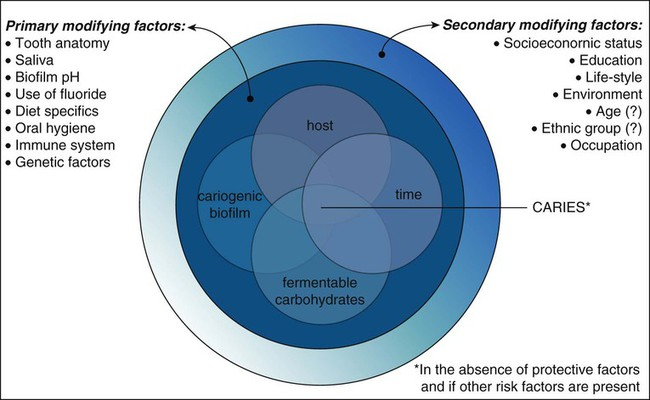 Primary modifying factors:
• Tooth anatomy
• Saliva
• Biofilm pH
• Use of fluoride
• Diet specifics
• Oral hygiene
• Immune system
• Genetic factors
Secondary modifying factors:
• Socioeconornic status
• Education
• Life-style
• Environment
• Age (?)
• Ethnic group (?)
• Occupation
host
cariogenic
biofilm
time
CARIES*
fermentable
carbohydrates
*In the absence of protective factors
and if other risk factors are present